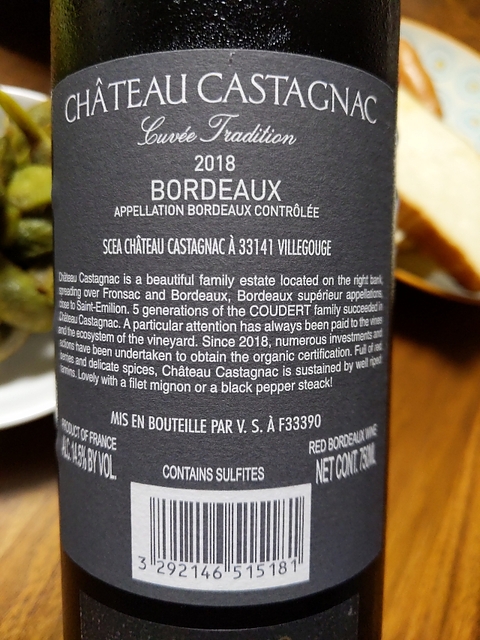 CHÂTEAU CASTAGNAC
Cuvée Tradition
2018
BORDEAUX
APPELLATION BORDEAUX CONTRÔLÉE
SCEA CHÂTEAU CASTAGNAC À 33141 VILLEGOUGE
Château Castagnac is a beautiful family estate located on the right bank,
spreading over Fronsac and Bordeaux, Bordeaux supérieur appellations,
close to Saint-Emilion. 5 generations of the COUDERT family succeeded in
Château Castagnac. A particular attention has always been paid to the vines
and the ecosystem of the vineyard. Since 2018, numerous investments and
actions have been undertaken to obtain the organic certification. Full of red
berries and delicate spices, Château Castagnac is sustained by well riped
tannins. Lovely with a filet mignon or a black pepper steack!
MIS EN BOUTEILLE PAR V. S. À F33390
PRODUCT OF FRANCE
ALC. 14.5% BY VOL.
CONTAINS SULFITES
RED BORDEAUX WINE
NET CONT. 750ML
3 292146 515181